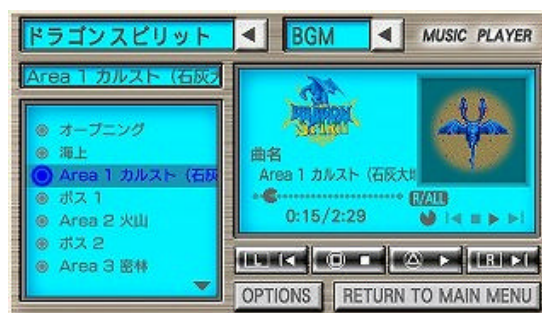 ドラゴンスピリット
BGM
MUSIC PLAYER
Area 1 カルスト（石灰大
オープニング
海上
Area 1 カルスト（石灰
ボス 1
Area 2 火山
ボス 2
Area 3 密林
DRAGON SPIRIT
曲名
Area 1 カルスト（石灰大地
R/ALL
0:15/2:29
L
R
OPTIONS
RETURN TO MAIN MENU